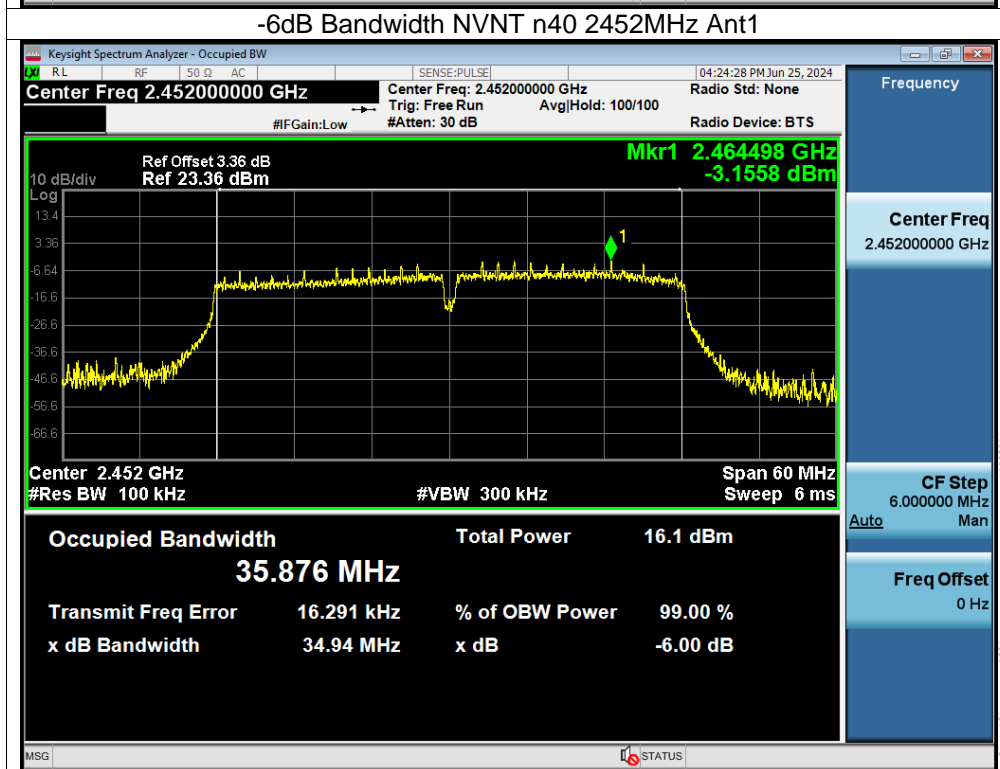 -6dB Bandwidth NVNT n40 2452MHz Ant1
Keysight Spectrum Analyzer - Occupied BW
LXI RL RF 50 Ω AC SENSE:PULSE 04:24:28 PM Jun 25, 2024
Center Freq 2.452000000 GHz Center Freq: 2.452000000 GHz Radio Std: None
Trig: Free Run Avg|Hold: 100/100
#IFGain:Low #Atten: 30 dB Radio Device: BTS
Frequency
Ref Offset 3.36 dB Mkr1 2.464498 GHz
10 dB/div Ref 23.36 dBm -3.1558 dBm
Log
13.4
3.36
-6.64
-16.6
-26.6
-36.6
-46.6
-56.6
-66.6
1
Center 2.452 GHz Span 60 MHz
#Res BW 100 kHz #VBW 300 kHz Sweep 6 ms
Center Freq
2.452000000 GHz
CF Step
6.000000 MHz
Auto Man
Freq Offset
0 Hz
Occupied Bandwidth Total Power 16.1 dBm
35.876 MHz
Transmit Freq Error 16.291 kHz % of OBW Power 99.00 %
x dB Bandwidth 34.94 MHz x dB -6.00 dB
MSG STATUS